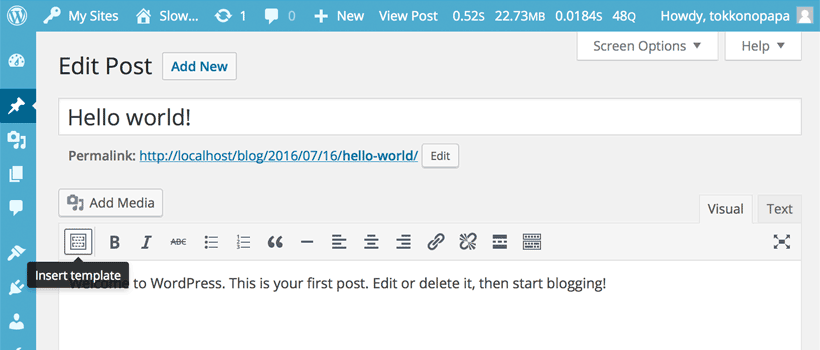 My Sites Slow... 1 0 New View Post 0.52S 22.73MB 0.0184S 48Q Howdy, tokkonopapa
Screen Options Help
Edit Post Add New
Hello world!
Permalink: http://localhost/blog/2016/07/16/hello-world/ Edit
Add Media
Visual Text
B I ABC
Insert template
Welcome to WordPress. This is your first post. Edit or delete it, then start blogging!